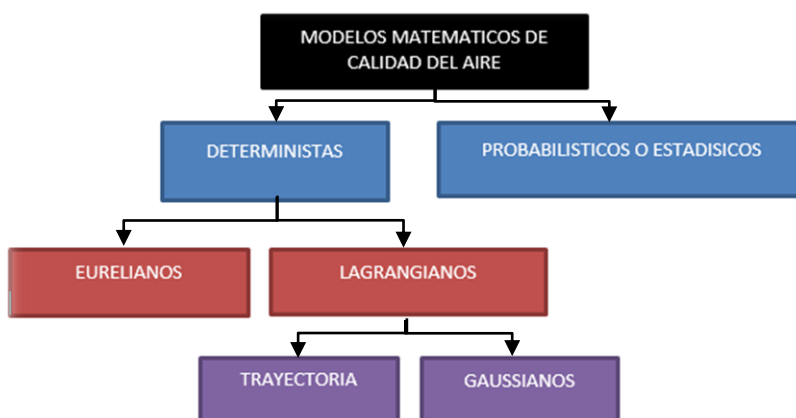 MODELOS MATEMATICOS DE
CALIDAD DEL AIRE
DETERMINISTAS
PROBABILISTICOS O ESTADISICOS
EURELIANOS
LAGRANGIANOS
TRAYECTORIA
GAUSSIANOS